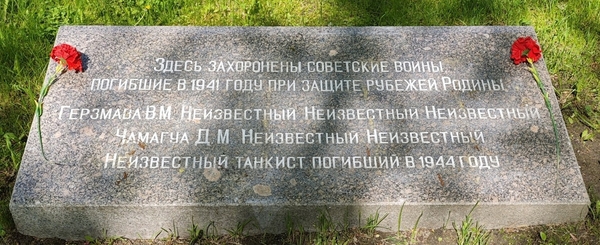 Здесь захоронены советские воины,
погибшие в 1941 году при защите рубежей Родины.
Герзмава В.М. Неизвестный Неизвестный Неизвестный
Чамагуа Д.М. Неизвестный Неизвестный
Неизвестный танкист погибший в 1944 году